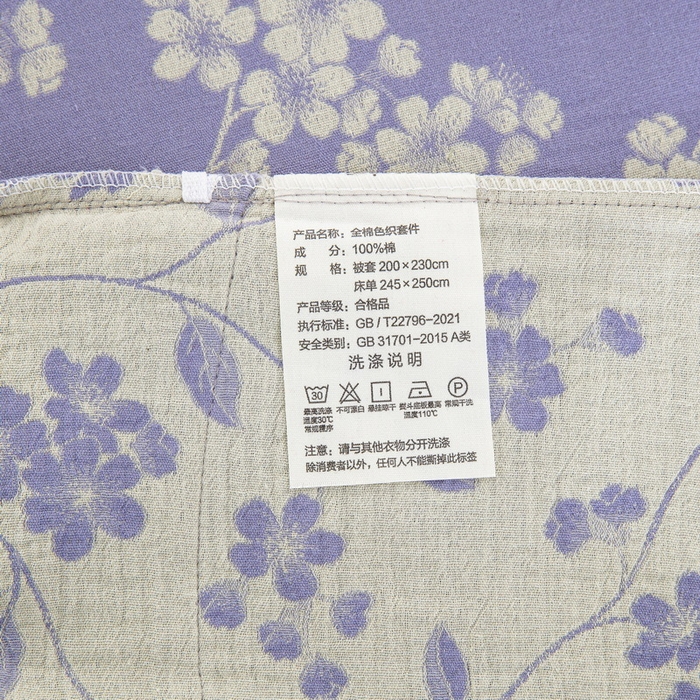 产品名称：全棉色织套件
成　分：100%棉
规　格：被套 200×230cm
床单 245×250cm
产品等级：合格品
执行标准：GB/T22796-2021
安全类别：GB 31701-2015 A类
洗涤说明
30 P
最高洗涤温度30℃常规程序 不可漂白 悬挂晾干 熨斗底板最高温度110℃ 常规干洗
注意：请与其他衣物分开洗涤
除消费者以外，任何人不能撕掉此标签